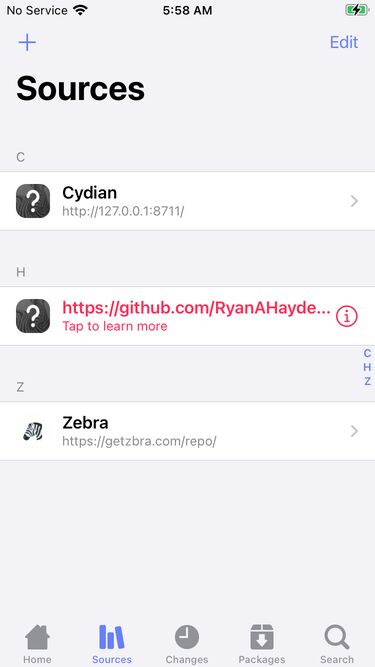 No Service 5:58 AM
Edit
Sources
C
Cydian
http://127.0.0.1:8711/
H
https://github.com/RyanAHayde...
Tap to learn more
C
H
Z
Z
Zebra
https://getzbra.com/repo/
Home Sources Changes Packages Search